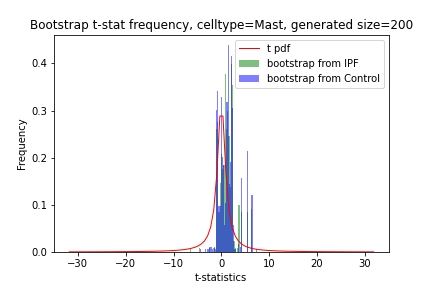 Bootstrap t-stat frequency, celltype=Mast, generated size=200
t pdf
bootstrap from IPF
bootstrap from Control
Frequency
0.4
0.3
0.2
0.1
0.0
−30 −20 −10 0 10 20 30
t-statistics